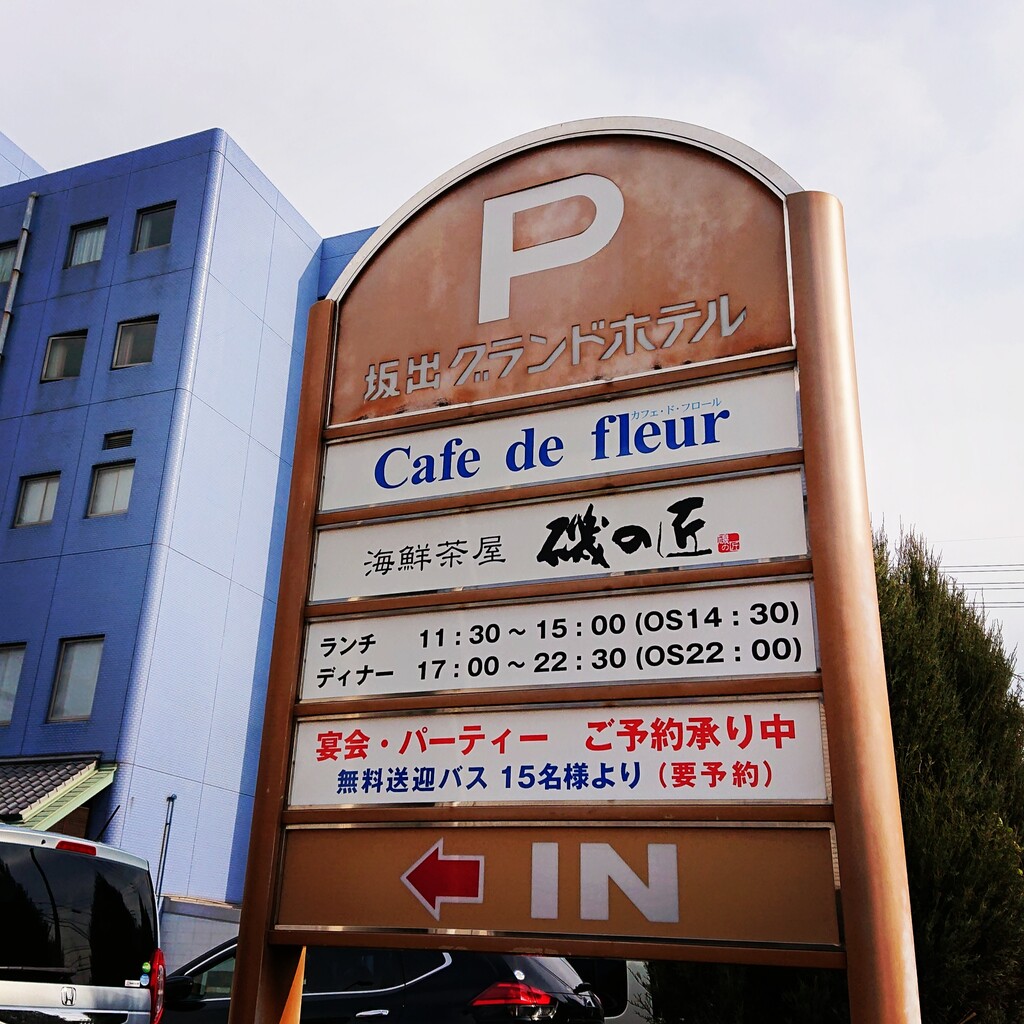 P
坂出グランドホテル
カフェ・ド・フロール
Cafe de fleur
海鮮茶屋 磯の匠 磯の匠
ランチ 11:30～15:00 (OS14:30)
ディナー 17:00～22:30 (OS22:00)
宴会・パーティー ご予約承り中
無料送迎バス 15名様より（要予約）
IN